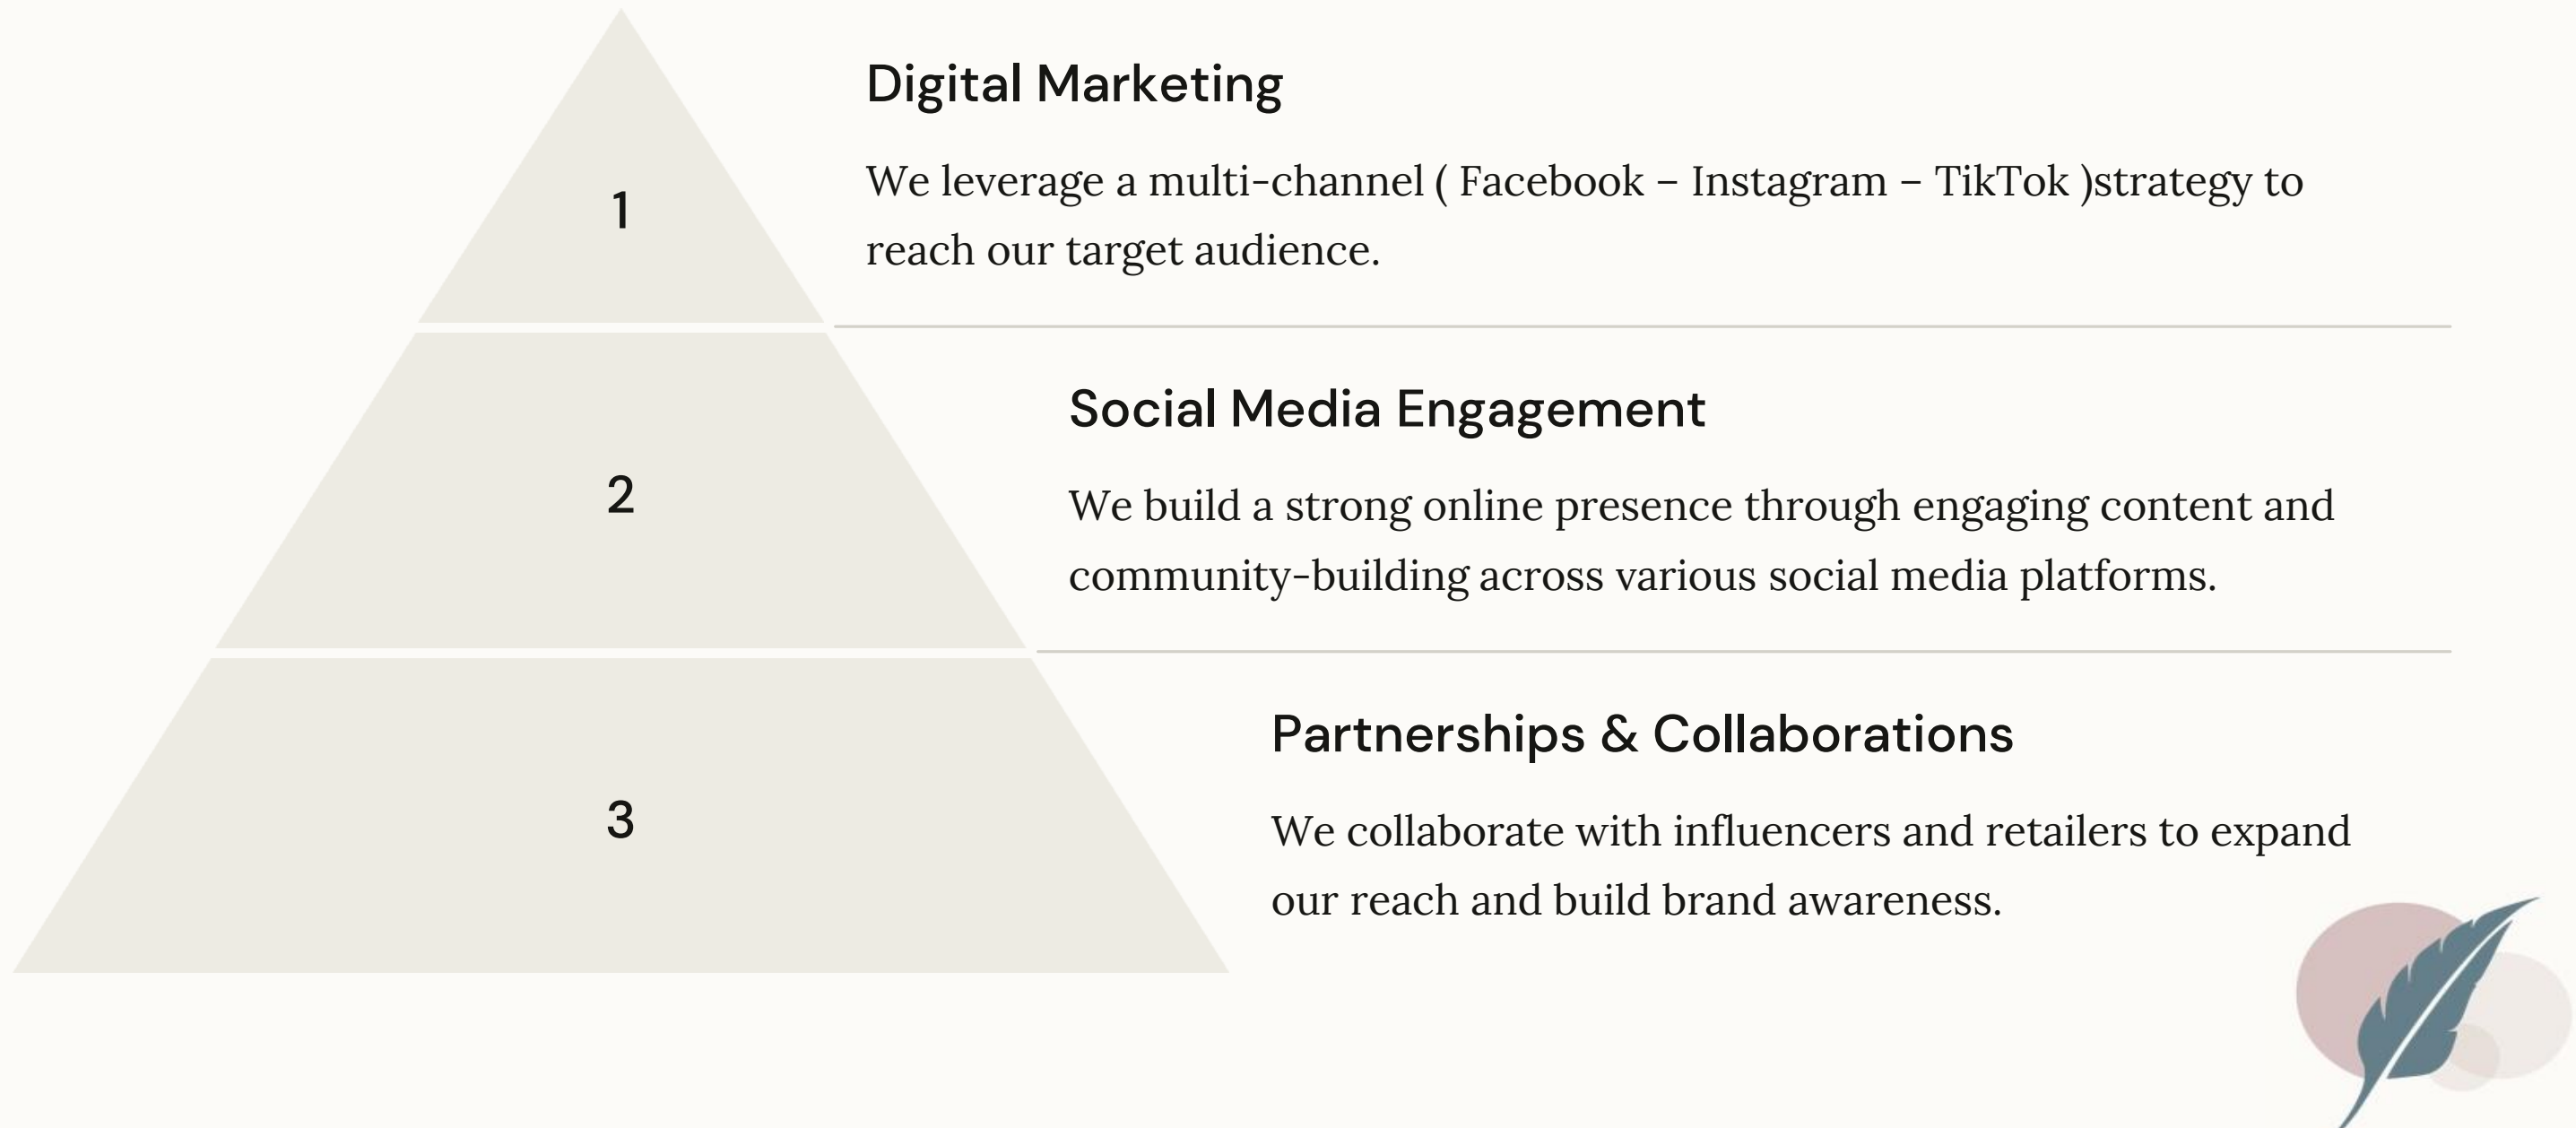 Digital Marketing
1
We leverage a multi-channel ( Facebook – Instagram – TikTok )strategy to
reach our target audience.
Social Media Engagement
2
We build a strong online presence through engaging content and
community-building across various social media platforms.
Partnerships & Collaborations
3
We collaborate with influencers and retailers to expand
our reach and build brand awareness.